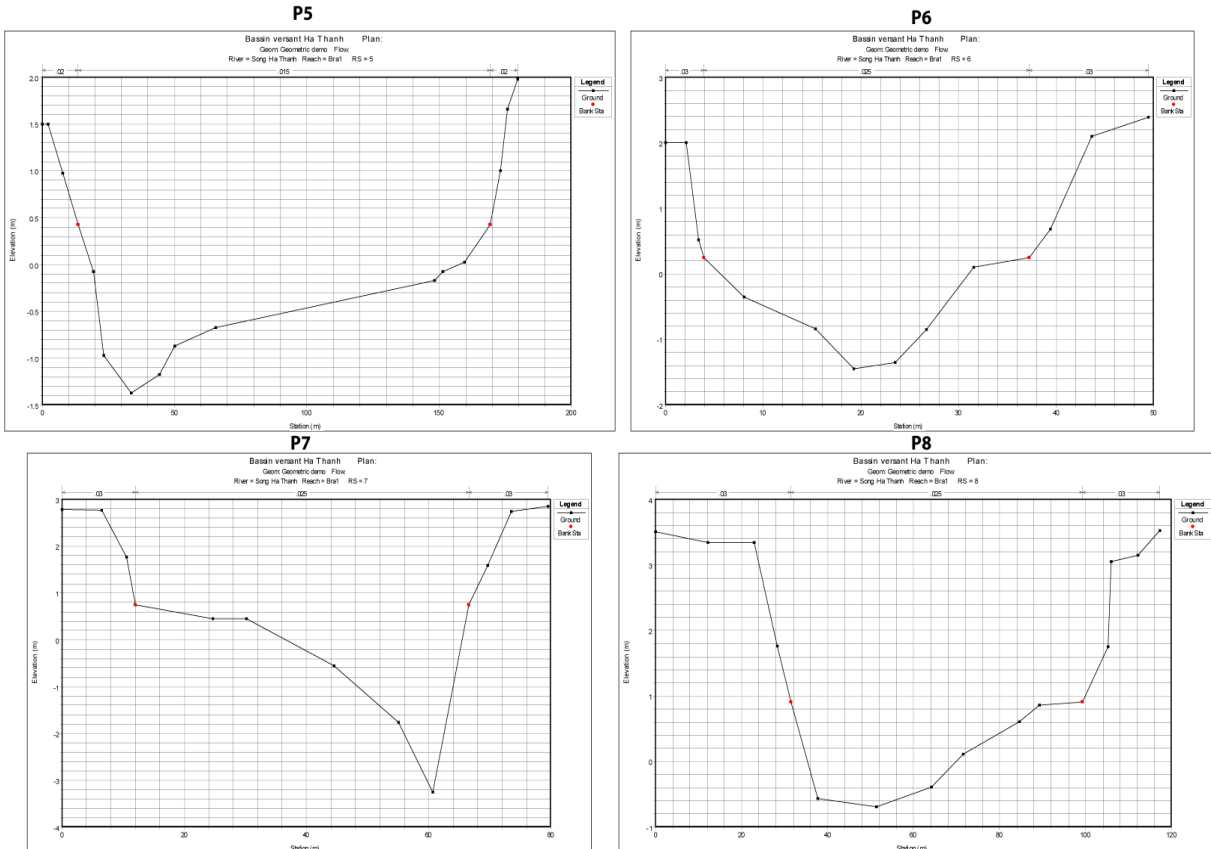 P5
Bassin versant Ha Thanh Plan:
Geom: Geometric demo Flow:
River = Song Ha Thanh Reach = Bra1 RS = 5
.02 .015 .02
Legend
Ground
Bank Sta
2.0
1.5
1.0
0.5
0.0
-0.5
-1.0
-1.5
Elevation (m)
0 50 100 150 200
Station (m)
P6
Bassin versant Ha Thanh Plan:
Geom: Geometric demo Flow:
River = Song Ha Thanh Reach = Bra1 RS = 6
.03 .025 .03
Legend
Ground
Bank Sta
3
2
1
0
-1
-2
Elevation (m)
0 10 20 30 40 50
Station (m)
P7
Bassin versant Ha Thanh Plan:
Geom: Geometric demo Flow:
River = Song Ha Thanh Reach = Bra1 RS = 7
.03 .025 .03
Legend
Ground
Bank Sta
3
2
1
0
-1
-2
-3
-4
Elevation (m)
0 20 40 60 80
Station (m)
P8
Bassin versant Ha Thanh Plan:
Geom: Geometric demo Flow:
River = Song Ha Thanh Reach = Bra1 RS = 8
.03 .025 .03
Legend
Ground
Bank Sta
4
3
2
1
0
-1
Elevation (m)
0 20 40 60 80 100 120
Station (m)